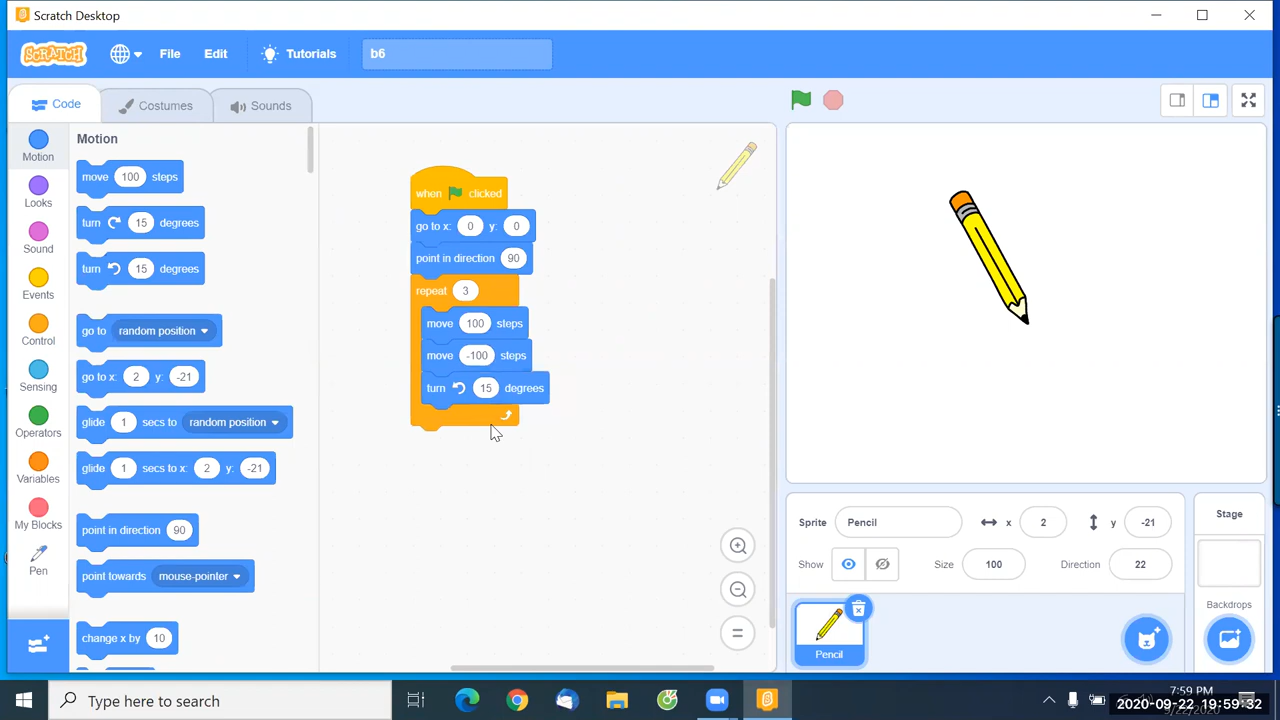 Scratch Desktop
SCRATCH File Edit Tutorials b6
Code Costumes Sounds
Motion
Looks
Sound
Events
Control
Sensing
Operators
Variables
My Blocks
Pen
Motion
move 100 steps
turn 15 degrees
turn 15 degrees
go to random position
go to x: 2 y: -21
glide 1 secs to random position
glide 1 secs to x: 2 y: -21
point in direction 90
point towards mouse-pointer
change x by 10
when clicked
go to x: 0 y: 0
point in direction 90
repeat 3
move 100 steps
move -100 steps
turn 15 degrees
Sprite Pencil x 2 y -21
Show Size 100 Direction 22
Pencil
Stage
Backdrops
Type here to search
7:59 PM
2020-09-22 19:59:32